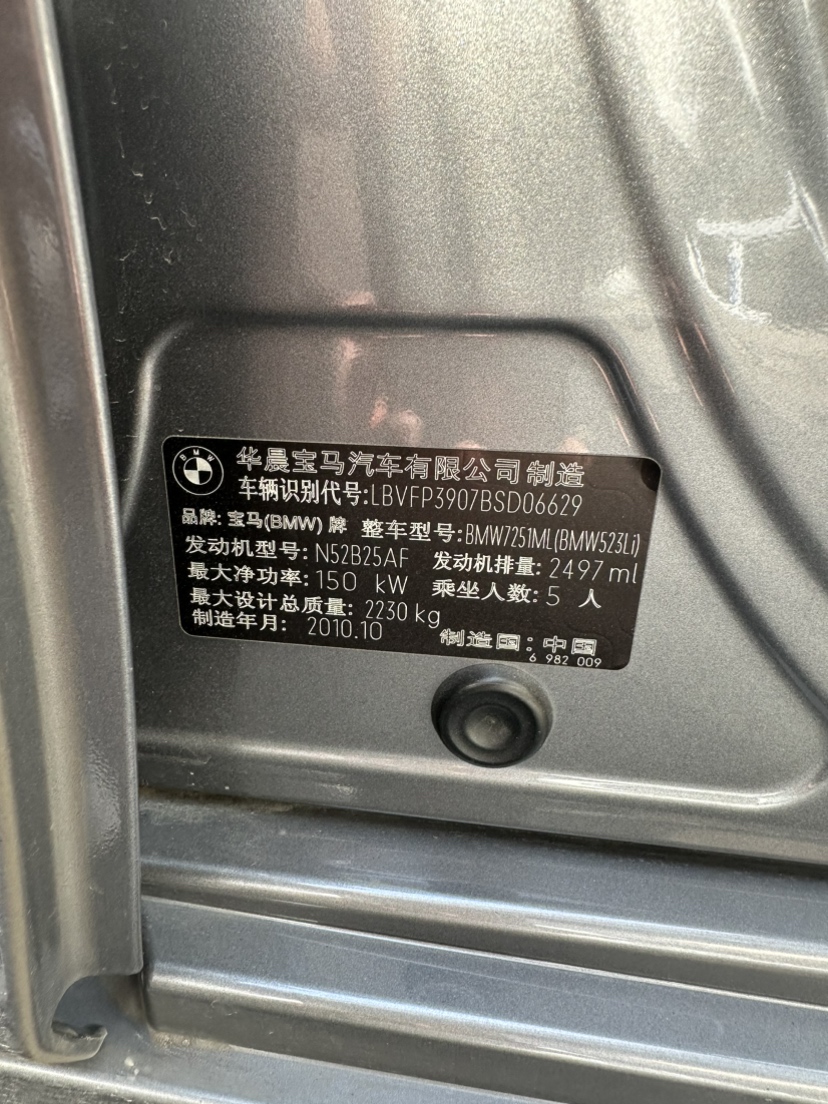 BMW
华晨宝马汽车有限公司制造
车辆识别代号:LBVFP3907BSD06629
品牌: 宝马(BMW) 牌 整车型号:BMW7251ML(BMW523Li)
发动机型号: N52B25AF 发动机排量: 2497 ml
最大净功率: 150 kW 乘坐人数: 5 人
最大设计总质量: 2230 kg
制造年月: 2010.10 制造国: 中国
6 982 009